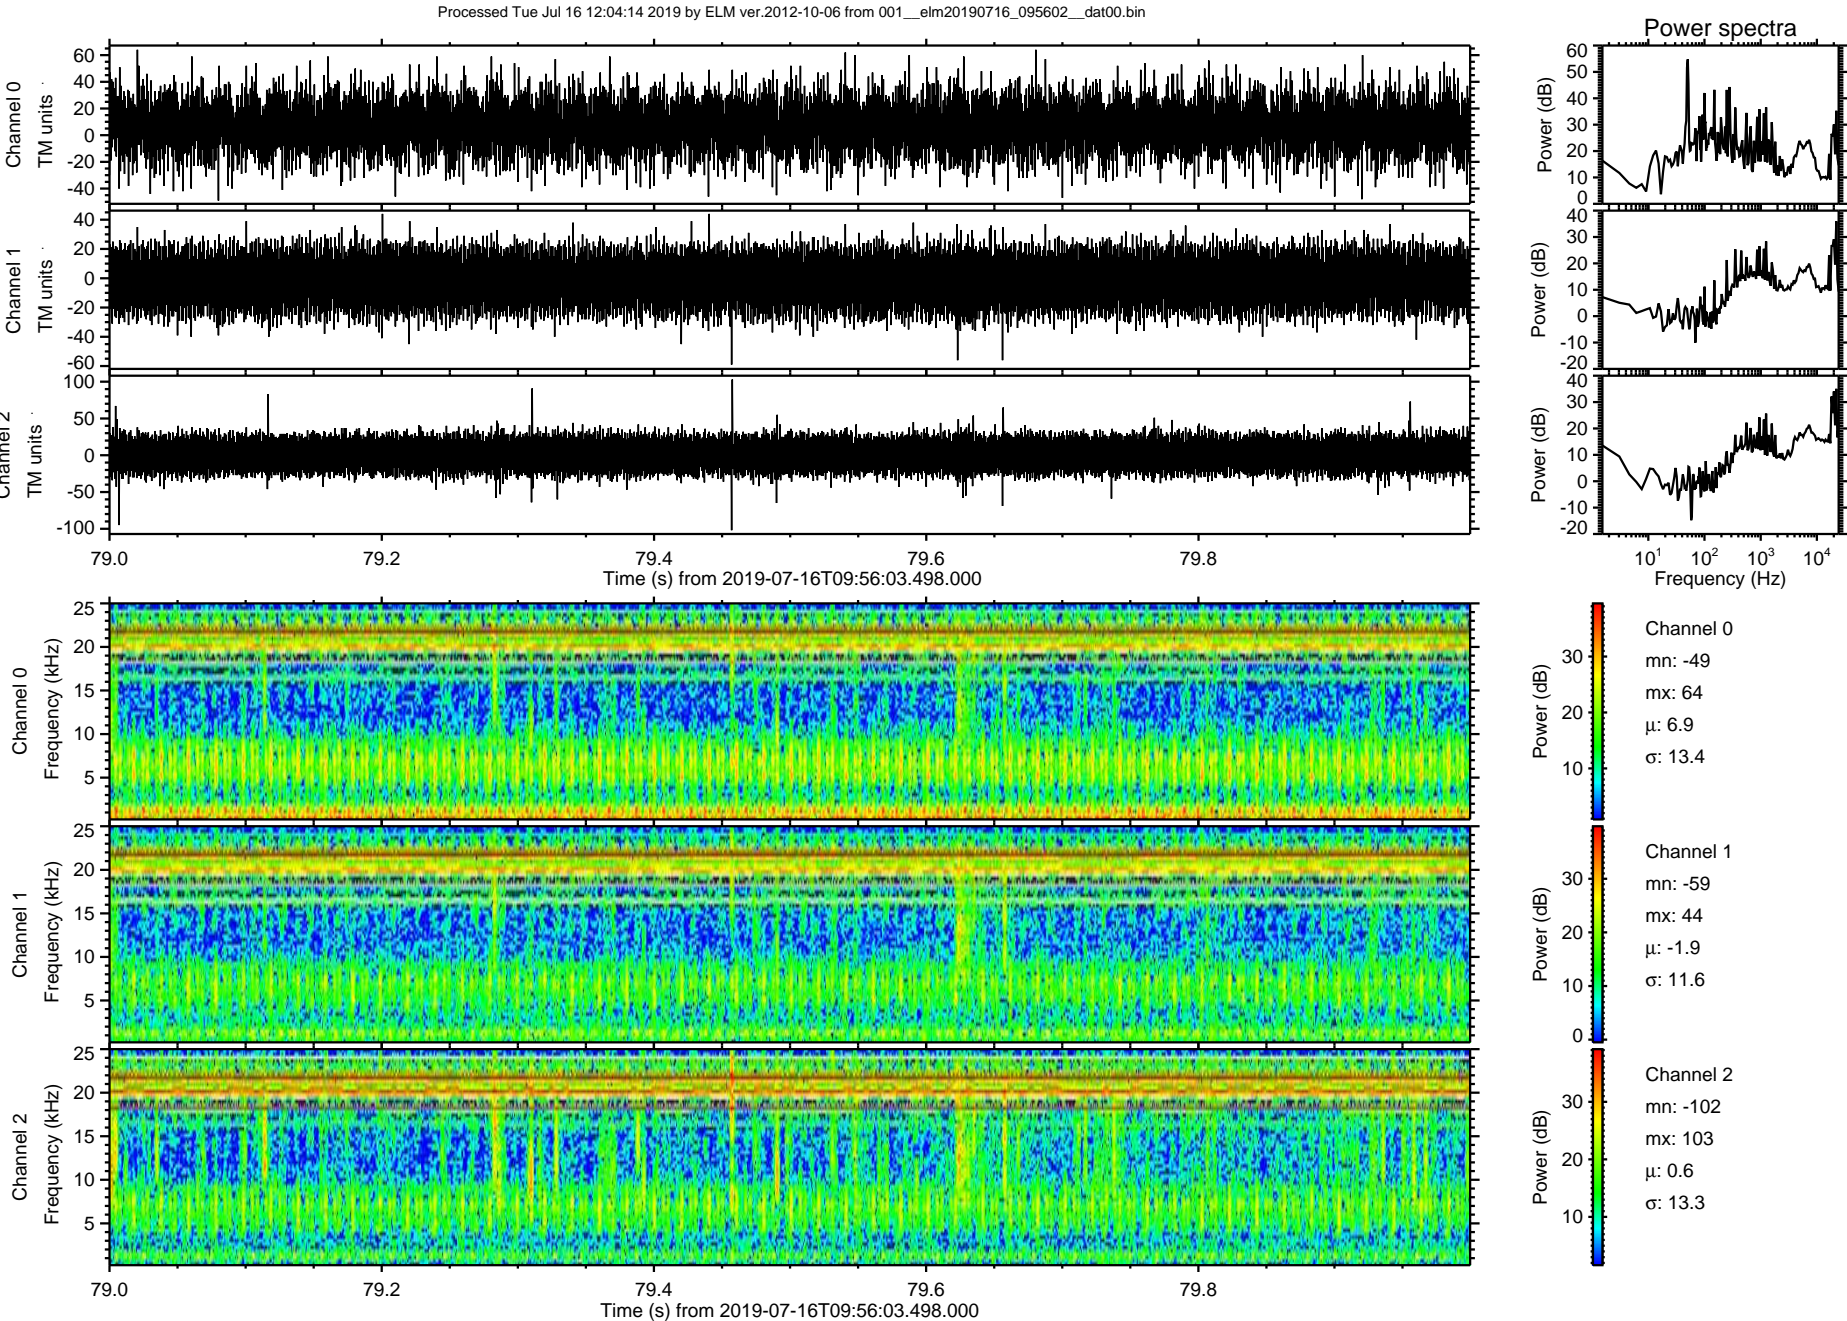 Processed Tue Jul 16 12:04:14 2019 by ELM ver.2012-10-06 from 001__elm20190716_095602__dat00.bin
Power spectra
Channel 0
TM units
60
40
20
0
-20
-40
Power (dB)
60
50
40
30
20
10
0
Channel 1
TM units
40
20
0
-20
-40
-60
Power (dB)
40
30
20
10
0
-10
-20
Channel 2
TM units
100
50
0
-50
-100
Power (dB)
40
30
20
10
0
-10
-20
79.0 79.2 79.4 79.6 79.8
Time (s) from 2019-07-16T09:56:03.498.000
10¹ 10² 10³ 10⁴
Frequency (Hz)
Channel 0
Frequency (kHz)
25
20
15
10
5
Power (dB)
30
20
10
Channel 0
mn: -49
mx: 64
μ: 6.9
σ: 13.4
Channel 1
Frequency (kHz)
25
20
15
10
5
Power (dB)
30
20
10
0
Channel 1
mn: -59
mx: 44
μ: -1.9
σ: 11.6
Channel 2
Frequency (kHz)
25
20
15
10
5
Power (dB)
30
20
10
Channel 2
mn: -102
mx: 103
μ: 0.6
σ: 13.3
79.0 79.2 79.4 79.6 79.8
Time (s) from 2019-07-16T09:56:03.498.000